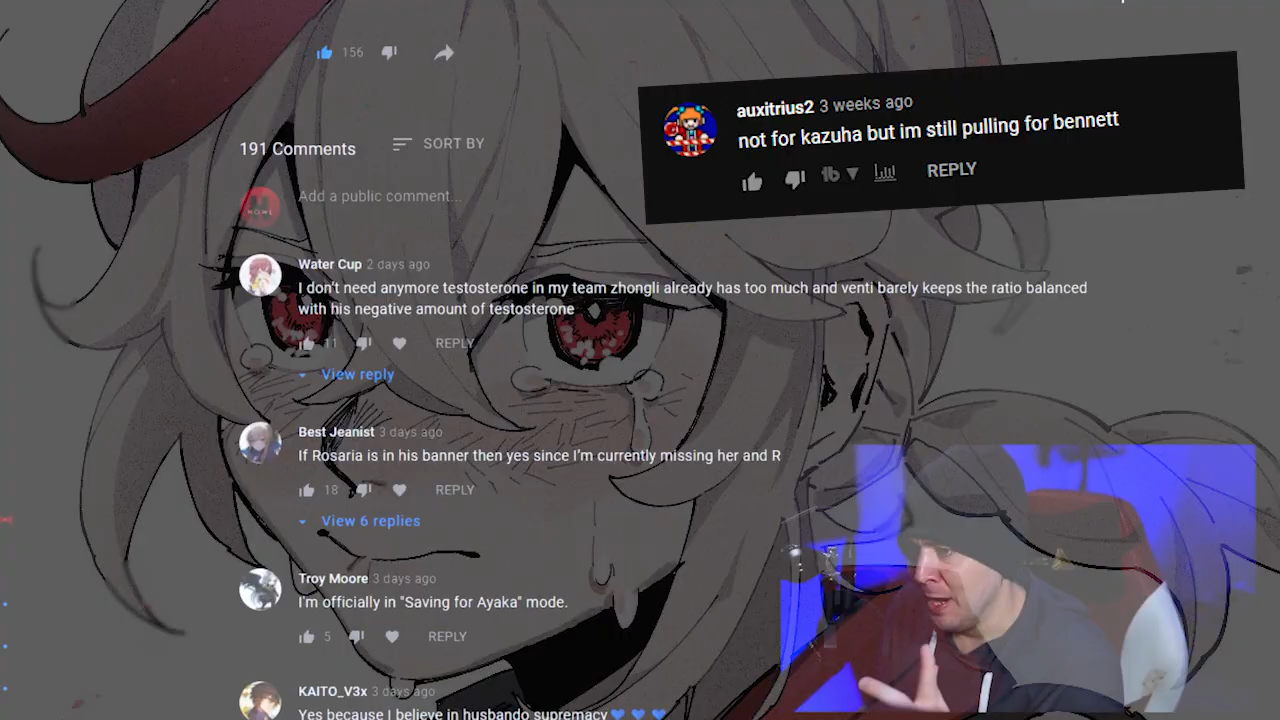 156
191 Comments
SORT BY
Add a public comment...
auxitrius2 3 weeks ago
not for kazuha but im still pulling for bennett
REPLY
Water Cup 2 days ago
I don't need anymore testosterone in my team zhongli already has too much and venti barely keeps the ratio balanced
with his negative amount of testosterone
11
REPLY
View reply
Best Jeanist 3 days ago
If Rosaria is in his banner then yes since I'm currently missing her and R
18
REPLY
View 6 replies
Troy Moore 3 days ago
I'm officially in "Saving for Ayaka" mode.
5
REPLY
KAITO_V3x 3 days ago
Yes because I believe in husbando supremacy